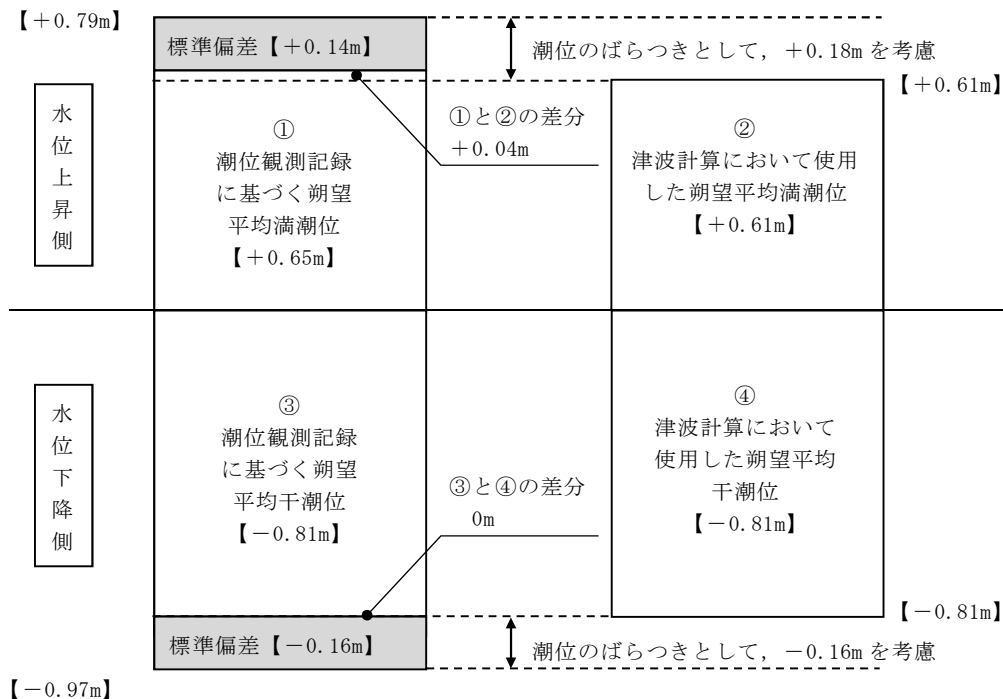 【＋0.79m】
標準偏差【＋0.14m】
潮位のばらつきとして，＋0.18m を考慮
【＋0.61m】
水位上昇側
①
潮位観測記録
に基づく朔望
平均満潮位
【＋0.65m】
①と②の差分
＋0.04m
②
津波計算において使用
した朔望平均満潮位
【＋0.61m】
水位下降側
③
潮位観測記録
に基づく朔望
平均干潮位
【－0.81m】
③と④の差分
0m
④
津波計算において
使用した朔望平均
干潮位
【－0.81m】
【－0.81m】
標準偏差【－0.16m】
潮位のばらつきとして，－0.16m を考慮
【－0.97m】